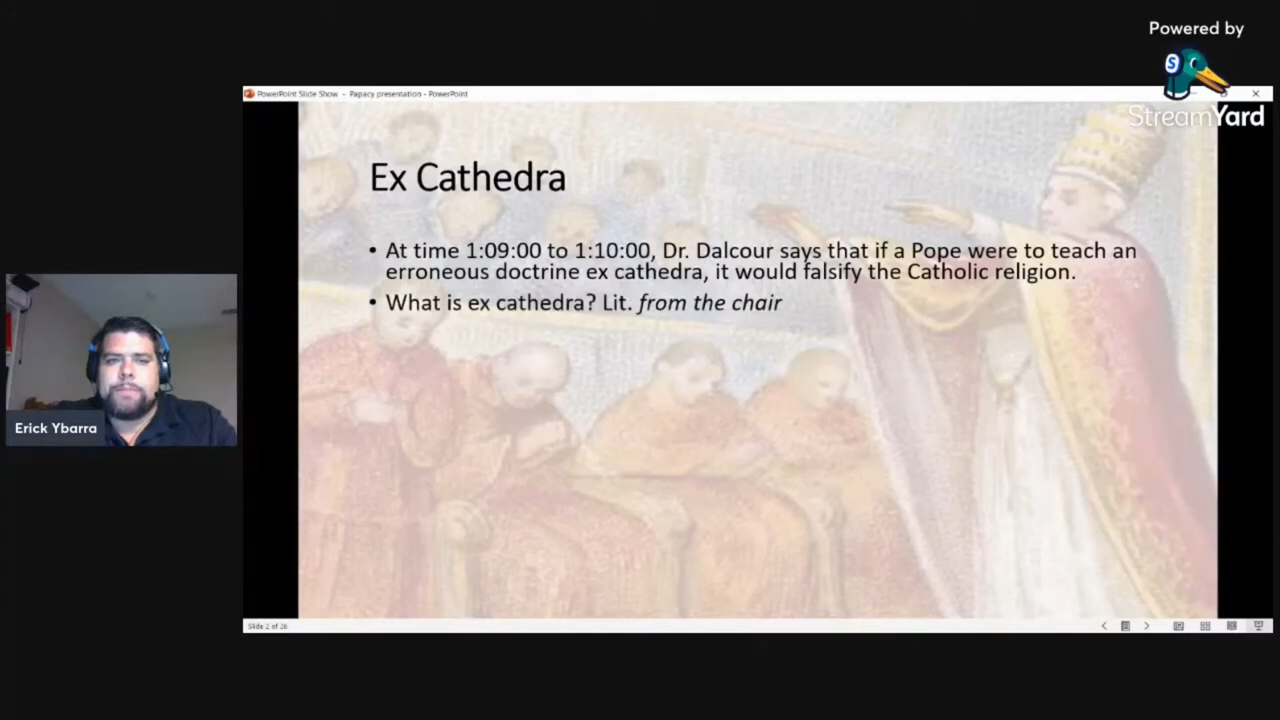 Powered by
S
StreamYard
PowerPoint Slide Show - Papacy presentation - PowerPoint
Ex Cathedra
• At time 1:09:00 to 1:10:00, Dr. Dalcour says that if a Pope were to teach an
erroneous doctrine ex cathedra, it would falsify the Catholic religion.
• What is ex cathedra? Lit. from the chair
Erick Ybarra
Slide 2 of 26